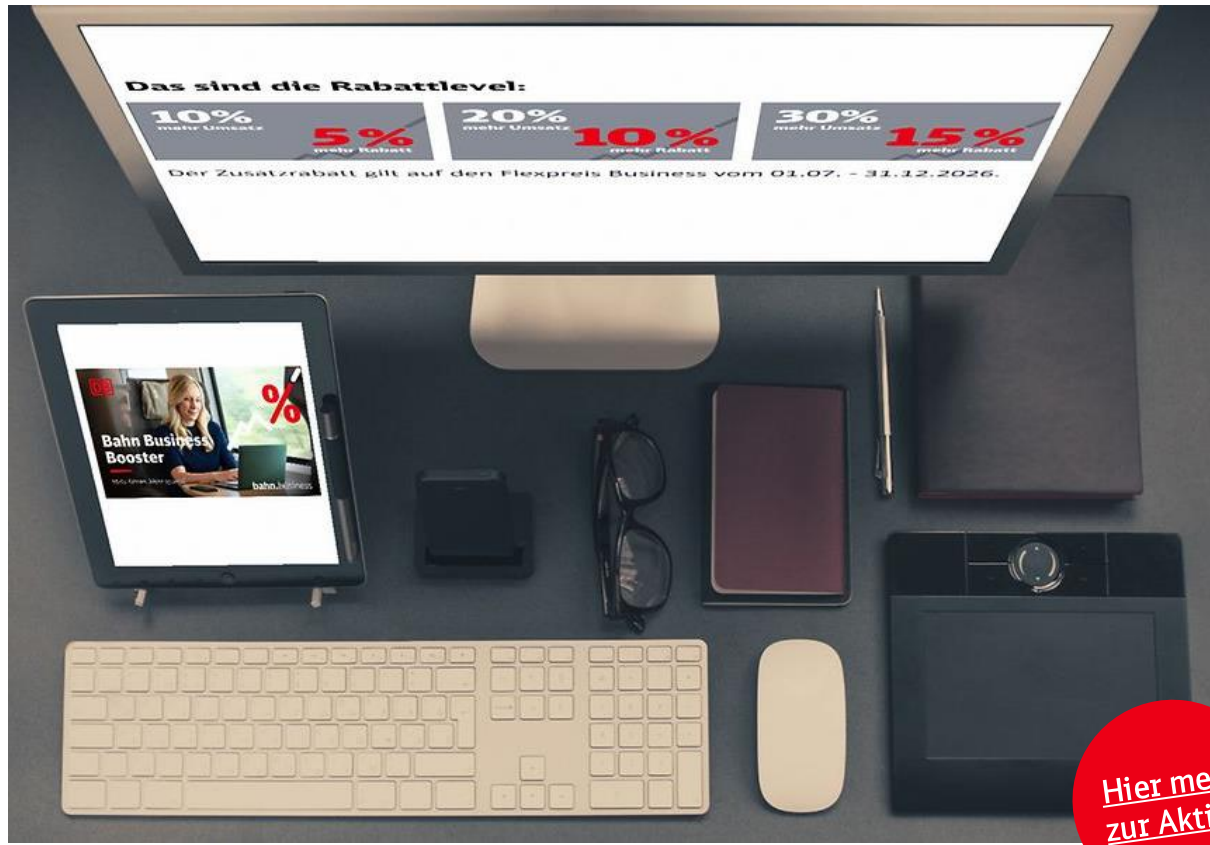 Das sind die Rabattlevel:
10%
mehr Umsatz
5%
mehr Rabatt
20%
mehr Umsatz
10%
mehr Rabatt
30%
mehr Umsatz
15%
mehr Rabatt
Der Zusatzrabatt gilt auf den Flexpreis Business vom 01.07. - 31.12.2026.
DB
%
Bahn Business
Booster
bahn.business
Hier me
zur Akti